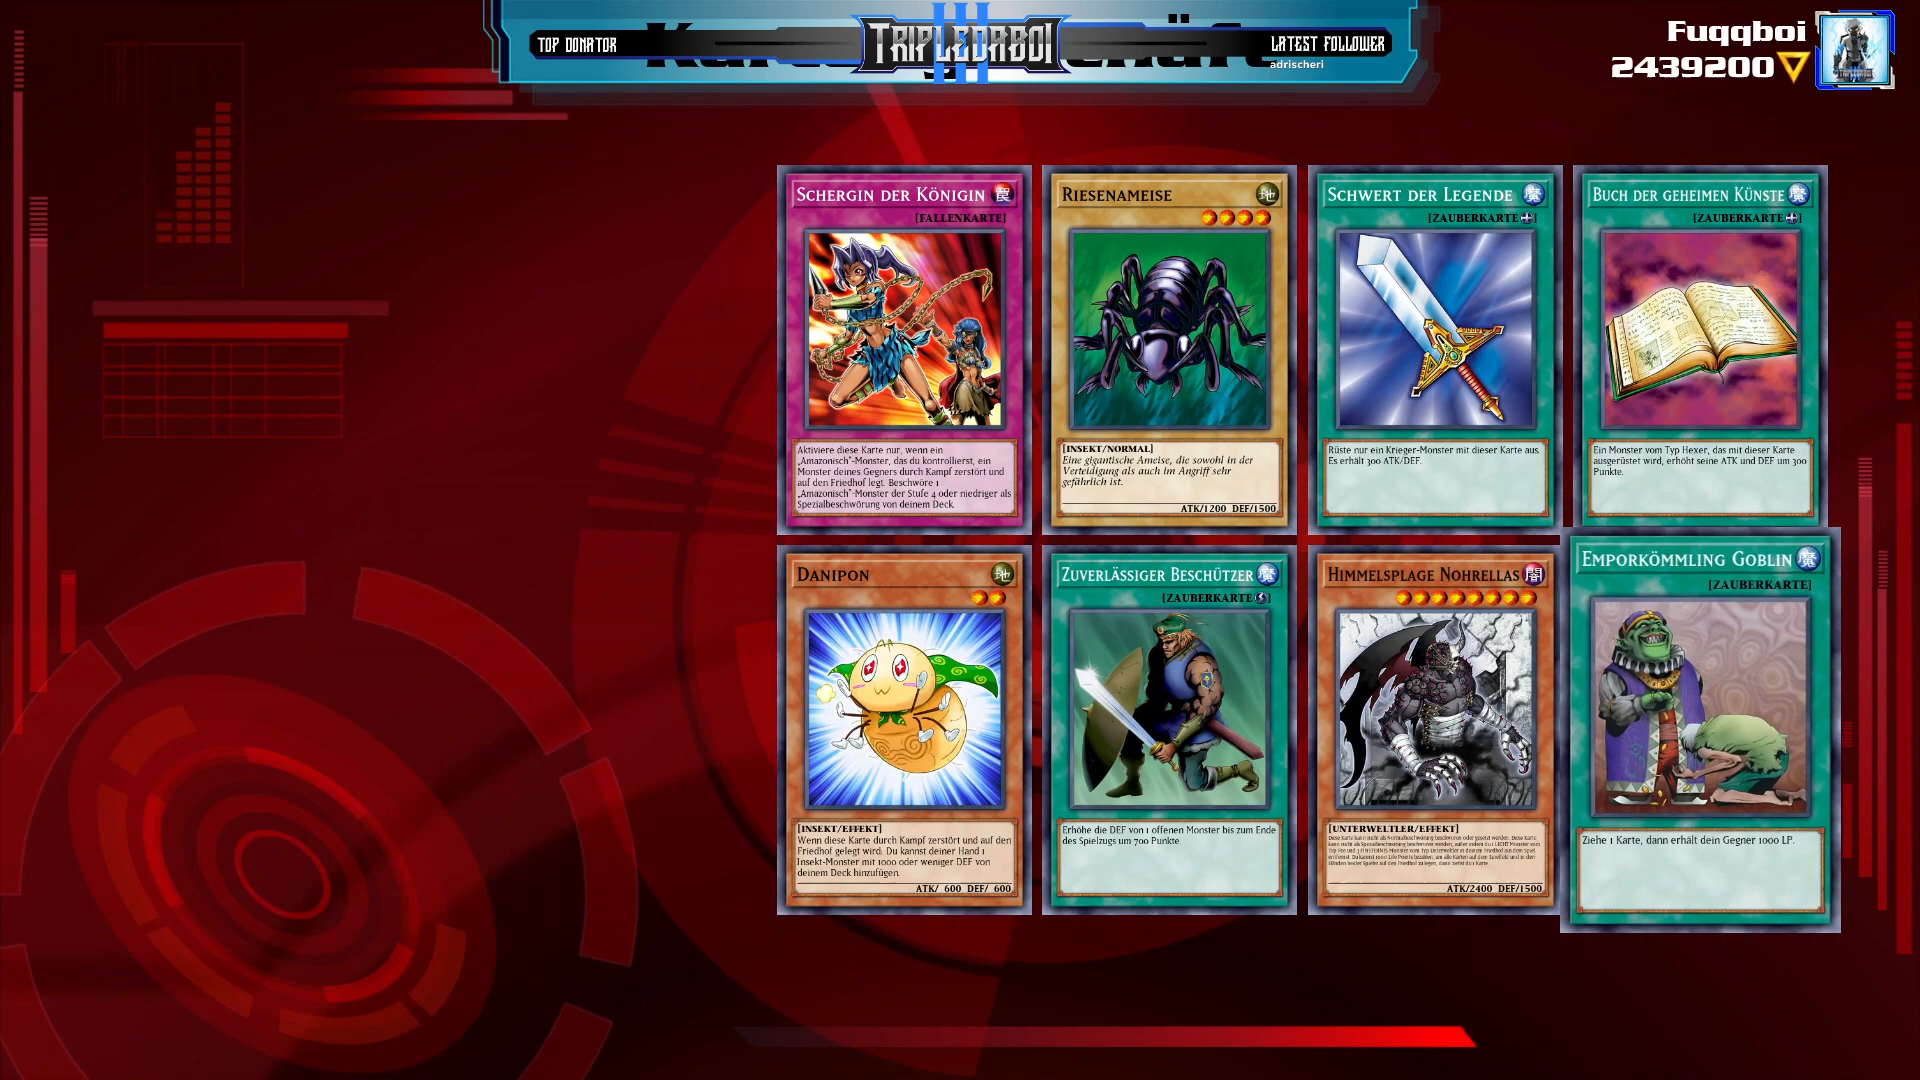 TOP DONATOR
TRIPLEDABOI
LATEST FOLLOWER
adrischeri
Fuqqboi
2439200
Schergin der Königin
[FALLENKARTE]
Aktiviere diese Karte nur, wenn ein
„Amazonisch"-Monster, das du kontrollierst, ein
Monster deines Gegners durch Kampf zerstört und
auf den Friedhof legt. Beschwöre 1
„Amazonisch"-Monster der Stufe 4 oder niedriger als
Spezialbeschwörung von deinem Deck.
Riesenameise
[INSEKT/NORMAL]
Eine gigantische Ameise, die sowohl in der
Verteidigung als auch im Angriff sehr
gefährlich ist.
ATK/1200 DEF/1500
Schwert der Legende
[ZAUBERKARTE]
Rüste nur ein Krieger-Monster mit dieser Karte aus.
Es erhält 300 ATK/DEF.
Buch der geheimen Künste
[ZAUBERKARTE]
Ein Monster vom Typ Hexer, das mit dieser Karte
ausgerüstet wird, erhöht seine ATK und DEF um 300
Punkte.
Danipon
[INSEKT/EFFEKT]
Wenn diese Karte durch Kampf zerstört und auf den
Friedhof gelegt wird: Du kannst deiner Hand 1
Insekt-Monster mit 1000 oder weniger DEF von
deinem Deck hinzufügen.
ATK/ 600 DEF/ 600
Zuverlässiger Beschützer
[ZAUBERKARTE]
Erhöhe die DEF von 1 offenen Monster bis zum Ende
des Spielzugs um 700 Punkte.
Himmelsplage Nohrellas
[UNTERWELTLER/EFFEKT]
ATK/2400 DEF/1500
Emporkömmling Goblin
[ZAUBERKARTE]
Ziehe 1 Karte, dann erhält dein Gegner 1000 LP.